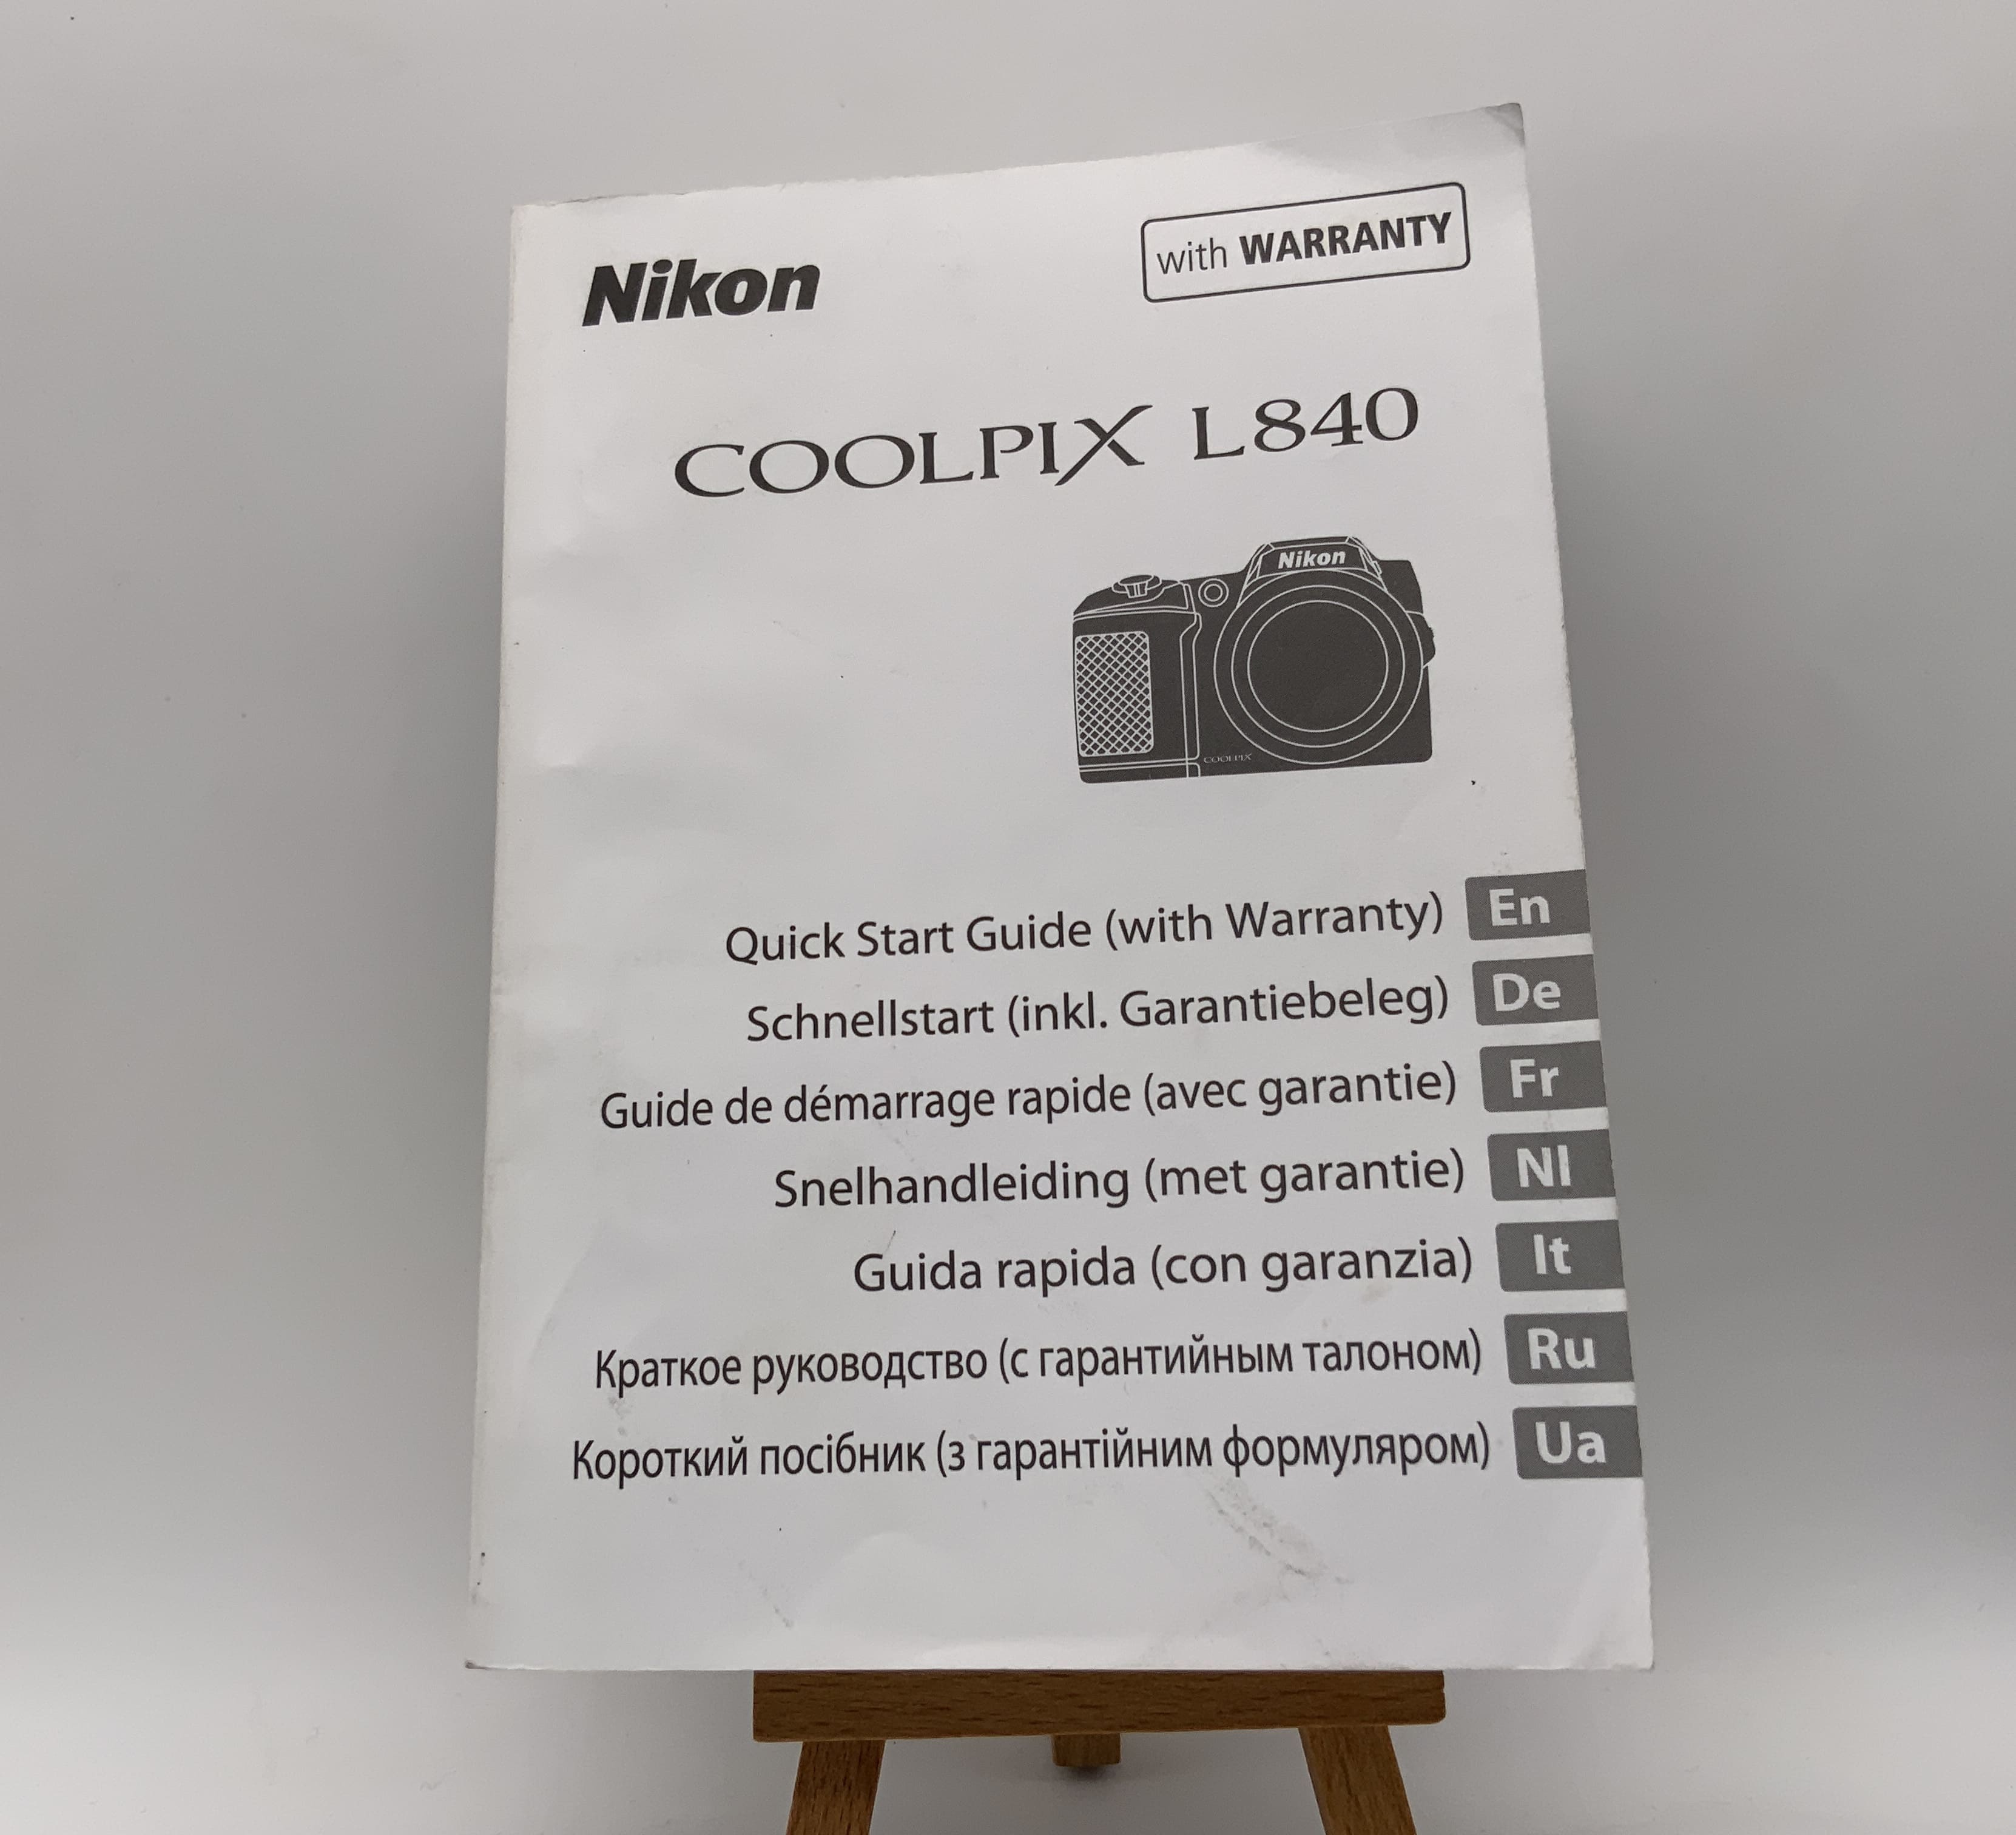 Nikon
with WARRANTY
COOLPIX L840
Nikon
COOLPIX
Quick Start Guide (with Warranty) En
Schnellstart (inkl. Garantiebeleg) De
Guide de démarrage rapide (avec garantie) Fr
Snelhandleiding (met garantie) Nl
Guida rapida (con garanzia) It
Краткое руководство (с гарантийным талоном) Ru
Короткий посібник (з гарантійним формуляром) Ua